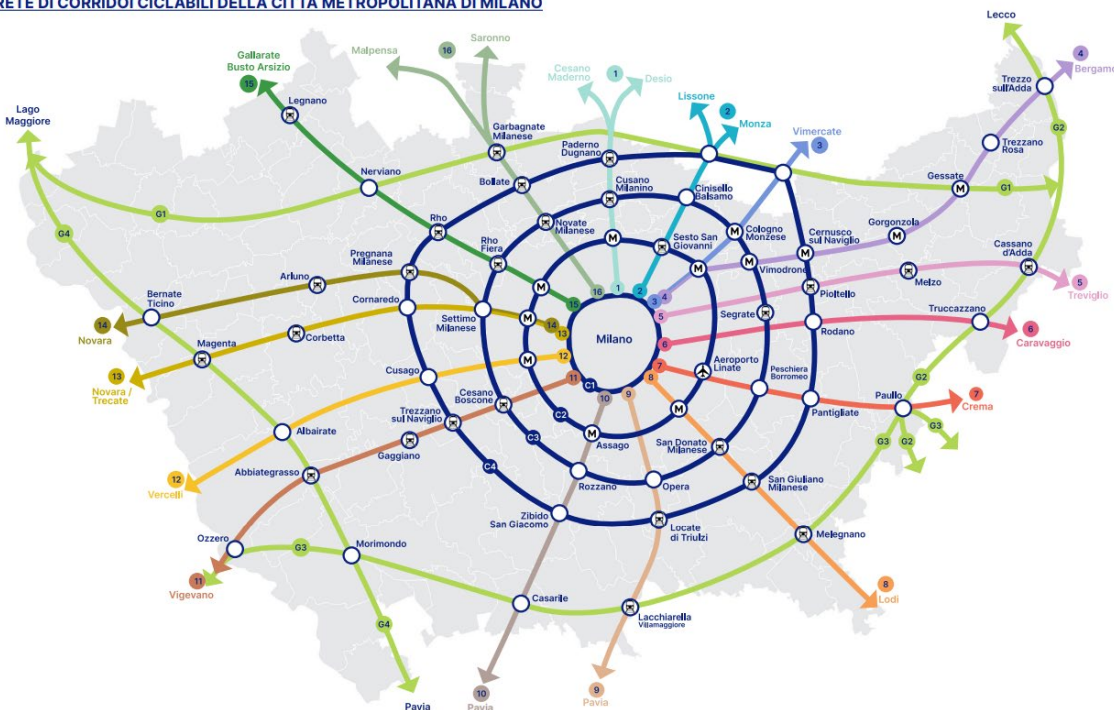 RETE DI CORRIDOI CICLABILI DELLA CITTÀ METROPOLITANA DI MILANO
Lecco
Saronno
16
Malpensa
Gallarate
Busto Arsizio
15
Cesano
Maderno
1
Desio
4
Bergamo
Lissone
2
Monza
Trezzo
sull'Adda
Lago
Maggiore
Legnano
Garbagnate
Milanese
Paderno
Dugnano
Vimercate
3
G2
Trezzano
Rosa
Nerviano
Bollate
Cusano
Milanino
Cinisello
Balsamo
Gessate
M
G1
G1
G4
Rho
Novate
Milanese
Sesto San
Giovanni
M
Cologno
Monzese
Gorgonzola
M
Cernusco
sul Naviglio
M
Pregnana
Milanese
Rho
Fiera
M
M
M
Vimodrone
Cassano
d'Adda
Arluno
M
Melzo
5
Treviglio
Bernate
Ticino
Cornaredo
Pioltello
Settimo
Milanese
16
1
2
3
4
15
5
Segrate
Truccazzano
14
Novara
Corbetta
14
13
Milano
6
Rodano
6
Caravaggio
Magenta
12
M
7
Aeroporto
Linate
13
Novara /
Trecate
Cusago
11
C1
8
Peschiera
Borromeo
G2
10
9
Paullo
7
Crema
Cesano
Boscone
C2
M
Pantigliate
Trezzano
sul Naviglio
M
Assago
G3
G2
G3
Albairate
C3
San Donato
Milanese
Gaggiano
C4
Abbiategrasso
Rozzano
Opera
San Giuliano
Milanese
12
Vercelli
Zibido
San Giacomo
Locate
di Triulzi
Melegnano
Ozzero
G3
Morimondo
11
Vigevano
8
Lodi
Casarile
Lacchiarella
Villamaggiore
G4
10
Pavia
9
Pavia
Pavia